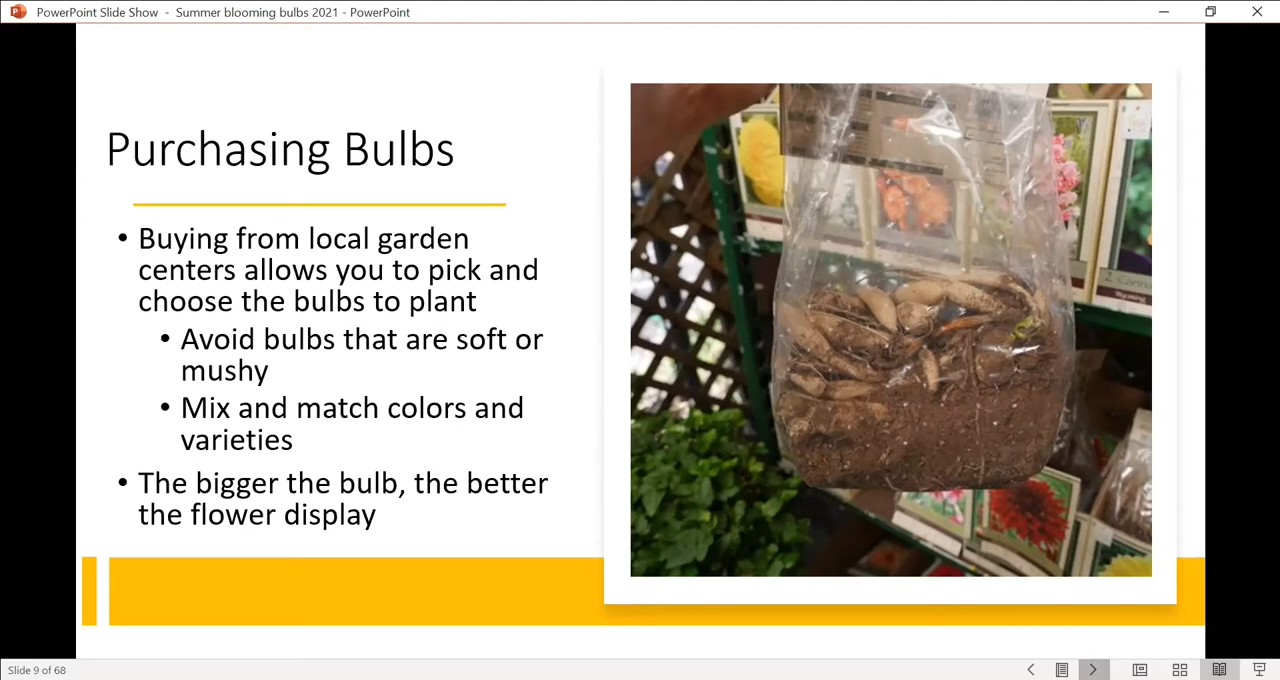 PowerPoint Slide Show - Summer blooming bulbs 2021 - PowerPoint
Purchasing Bulbs
• Buying from local garden
centers allows you to pick and
choose the bulbs to plant
• Avoid bulbs that are soft or
mushy
• Mix and match colors and
varieties
• The bigger the bulb, the better
the flower display
Slide 9 of 68